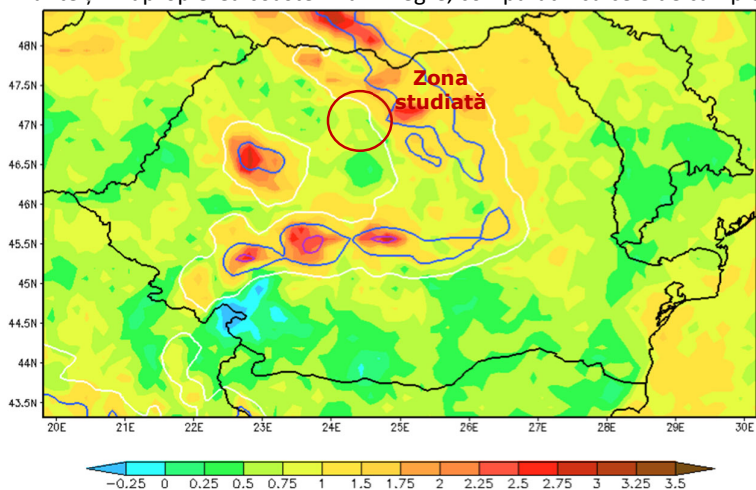 48N
Zona
47.5N
studiată
47N
46.5N
46N
45.5N
45N
44.5N
44N
43.5N
20E 21E 22E 23E 24E 25E 26E 27E 28E 29E 30E
−0.25 0 0.25 0.5 0.75 1 1.5 1.75 2 2.25 2.5 2.75 3 3.25 3.5